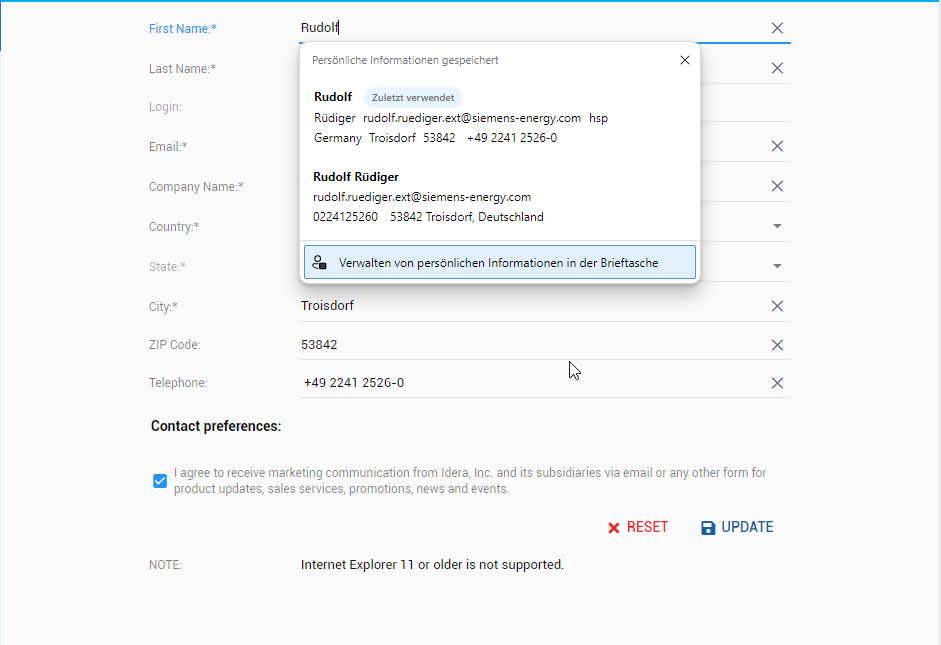 First Name:* Rudolf
Persönliche Informationen gespeichert
Last Name:*
Rudolf Zuletzt verwendet
Login:
Rüdiger rudolf.ruediger.ext@siemens-energy.com hsp
Germany Troisdorf 53842 +49 2241 2526-0
Email:*
Rudolf Rüdiger
Company Name:*
rudolf.ruediger.ext@siemens-energy.com
0224125260 53842 Troisdorf, Deutschland
Country:*
State:*
Verwalten von persönlichen Informationen in der Brieftasche
City:* Troisdorf
ZIP Code: 53842
Telephone: +49 2241 2526-0
Contact preferences:
I agree to receive marketing communication from Idera, Inc. and its subsidiaries via email or any other form for
product updates, sales services, promotions, news and events.
RESET UPDATE
NOTE: Internet Explorer 11 or older is not supported.